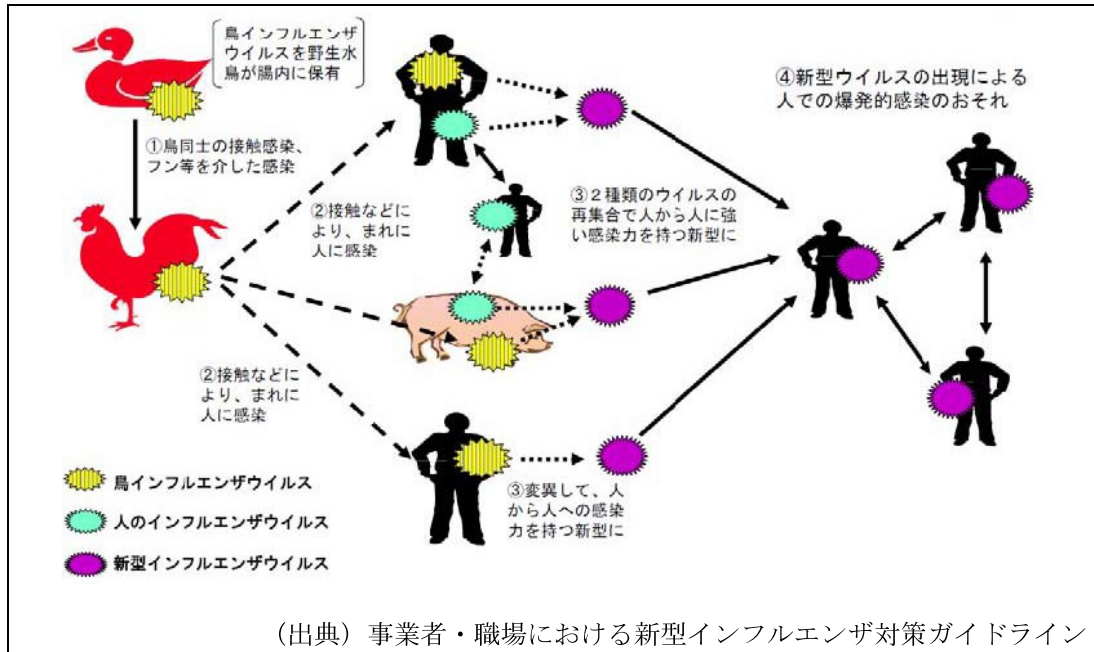 鳥インフルエンザ
ウイルスを野生水
鳥が腸内に保有
①鳥同士の接触感染、
フン等を介した感染
②接触などに
より、まれに
人に感染
③２種類のウイルスの
再集合で人から人に強
い感染力を持つ新型に
④新型ウイルスの出現による
人での爆発的感染のおそれ
②接触などに
より、まれに
人に感染
③変異して、人
から人への感染
力を持つ新型に
鳥インフルエンザウイルス
人のインフルエンザウイルス
新型インフルエンザウイルス
（出典）事業者・職場における新型インフルエンザ対策ガイドライン